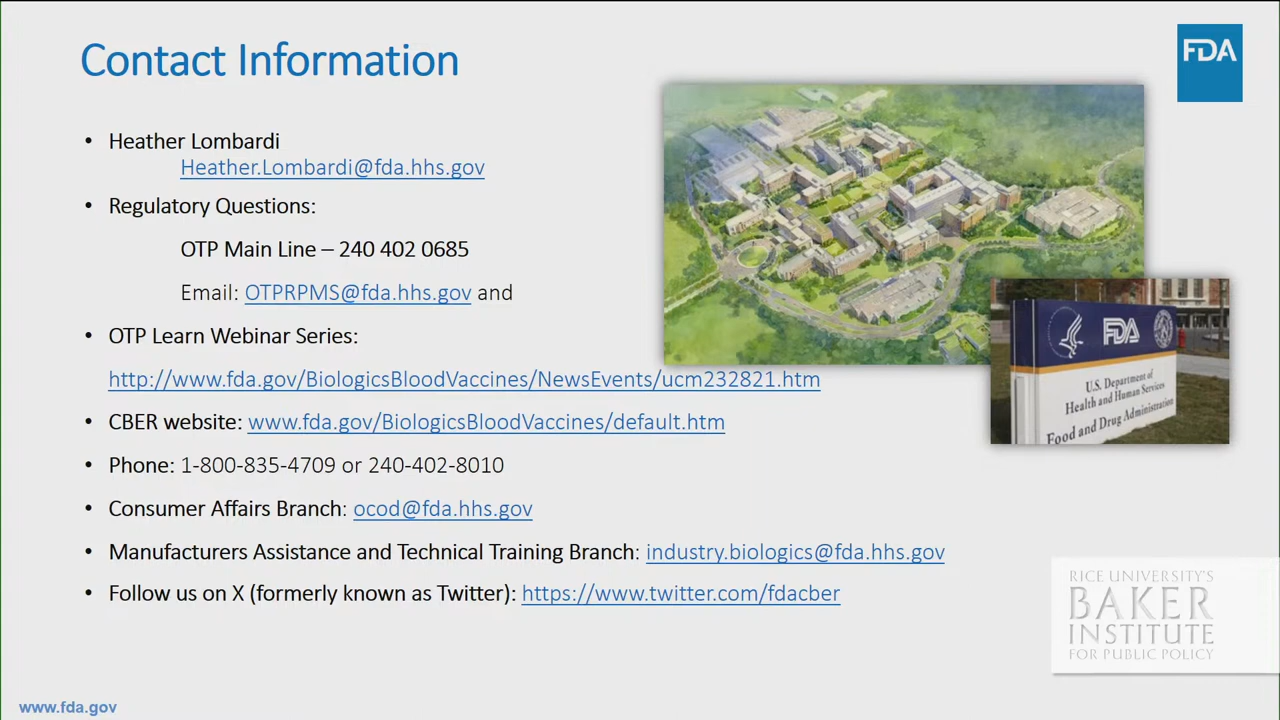 Contact Information
FDA
• Heather Lombardi
Heather.Lombardi@fda.hhs.gov
• Regulatory Questions:
OTP Main Line – 240 402 0685
Email: OTPRPMS@fda.hhs.gov and
• OTP Learn Webinar Series:
http://www.fda.gov/BiologicsBloodVaccines/NewsEvents/ucm232821.htm
• CBER website: www.fda.gov/BiologicsBloodVaccines/default.htm
• Phone: 1-800-835-4709 or 240-402-8010
• Consumer Affairs Branch: ocod@fda.hhs.gov
• Manufacturers Assistance and Technical Training Branch: industry.biologics@fda.hhs.gov
• Follow us on X (formerly known as Twitter): https://www.twitter.com/fdacber
FDA
U.S. Department of
Health and Human Services
Food and Drug Administration
RICE UNIVERSITY'S
BAKER
INSTITUTE
FOR PUBLIC POLICY
www.fda.gov